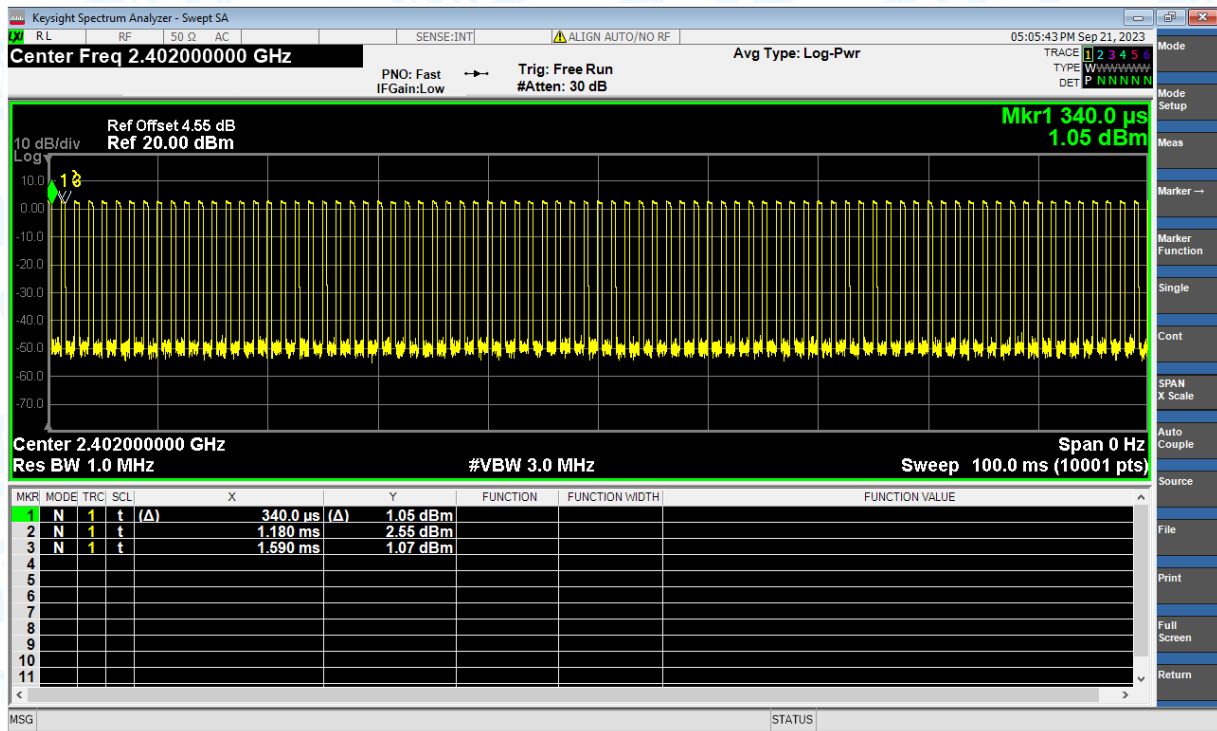 Keysight Spectrum Analyzer - Swept SA
LXI RL RF 50 Ω AC SENSE:INT ALIGN AUTO/NO RF 05:05:43 PM Sep 21, 2023
Center Freq 2.402000000 GHz
Avg Type: Log-Pwr
TRACE 1 2 3 4 5 6
TYPE WWWWWW
DET P N N N N N
PNO: Fast
IFGain:Low
Trig: Free Run
#Atten: 30 dB
Mkr1 340.0 µs
1.05 dBm
Ref Offset 4.55 dB
10 dB/div Ref 20.00 dBm
Log
10.0
0.00
-10.0
-20.0
-30.0
-40.0
-50.0
-60.0
-70.0
1
Center 2.402000000 GHz Span 0 Hz
Res BW 1.0 MHz #VBW 3.0 MHz Sweep 100.0 ms (10001 pts)
MKR MODE TRC SCL X Y FUNCTION FUNCTION WIDTH FUNCTION VALUE
1 N 1 t (Δ) 340.0 µs (Δ) 1.05 dBm
2 N 1 t 1.180 ms 2.55 dBm
3 N 1 t 1.590 ms 1.07 dBm
4
5
6
7
8
9
10
11
MSG STATUS
Mode
Mode
Setup
Meas
Marker →
Marker
Function
Single
Cont
SPAN
X Scale
Auto
Couple
Source
File
Print
Full
Screen
Return